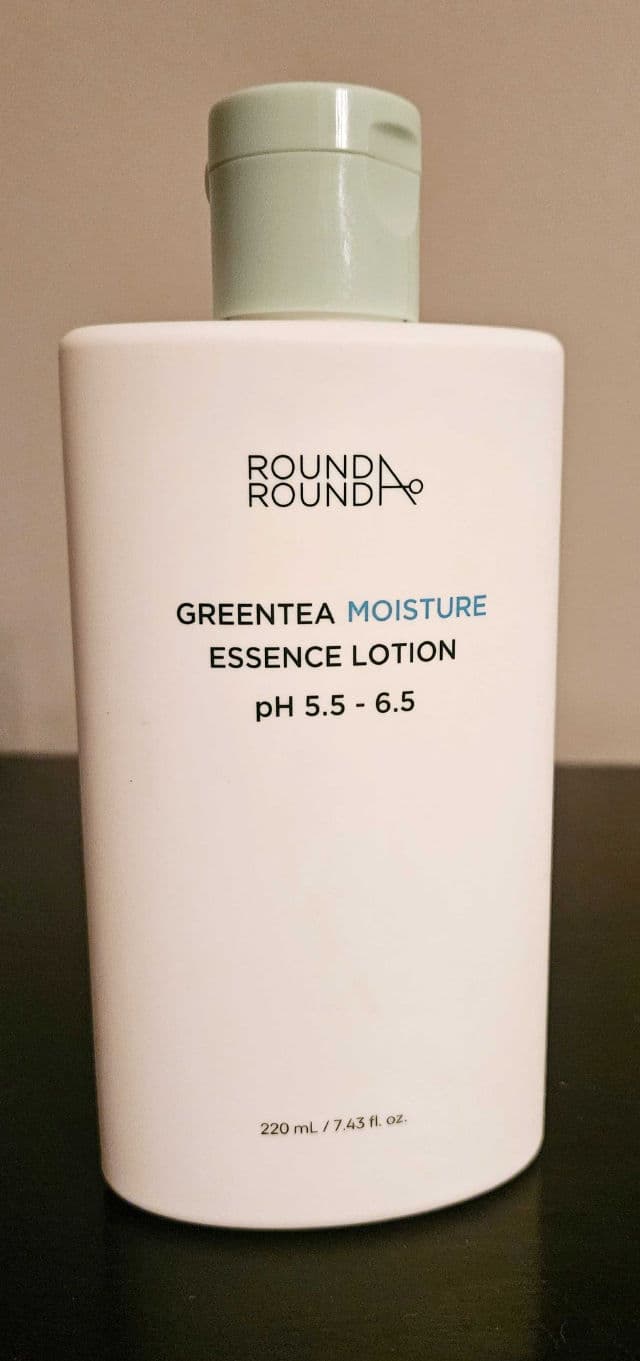 ROUND A
ROUND
GREENTEA MOISTURE
ESSENCE LOTION
pH 5.5 - 6.5
220 mL / 7.43 fl. oz.